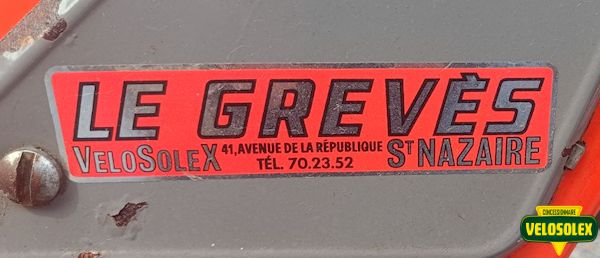 LE GREVÈS
VELOSOLEX 41, AVENUE DE LA RÉPUBLIQUE ST NAZAIRE
TÉL. 70.23.52
CONCESSIONNAIRE
VELOSOLEX